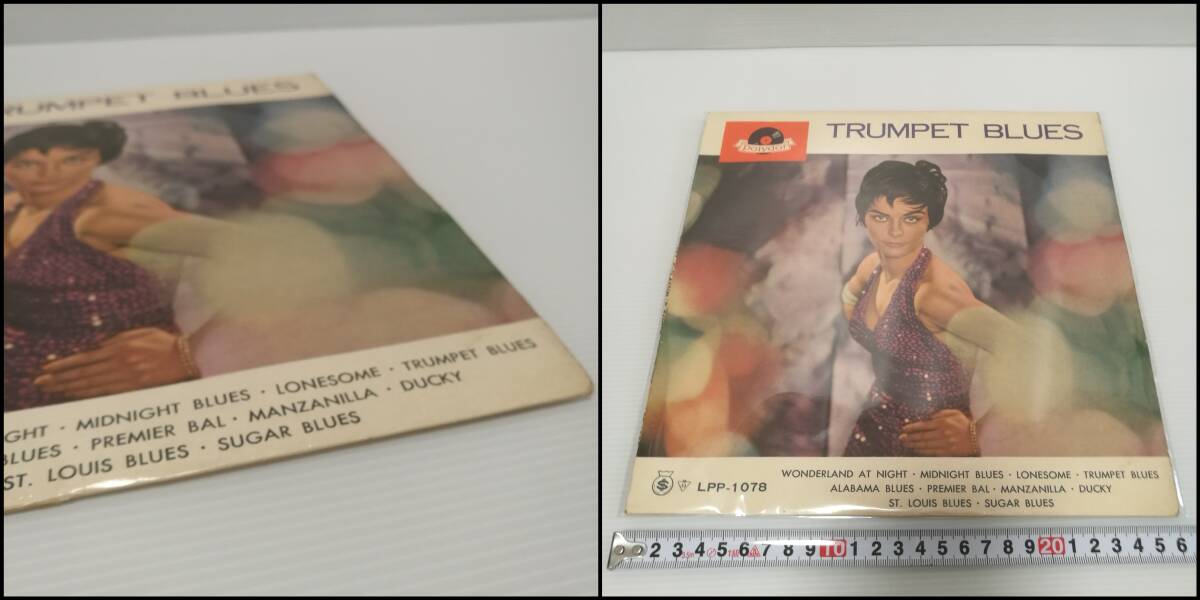 TRUMPET BLUES
GHT · MIDNIGHT BLUES · LONESOME · TRUMPET BLUES
BLUES · PREMIER BAL · MANZANILLA · DUCKY
ST. LOUIS BLUES · SUGAR BLUES
Polydor
TRUMPET BLUES
WONDERLAND AT NIGHT · MIDNIGHT BLUES · LONESOME · TRUMPET BLUES
ALABAMA BLUES · PREMIER BAL · MANZANILLA · DUCKY
ST. LOUIS BLUES · SUGAR BLUES
$ LPP-1078
2 3 4 5 6 7 8 9 10 1 2 3 4 5 6 7 8 9 20 1 2 3 4 5 6